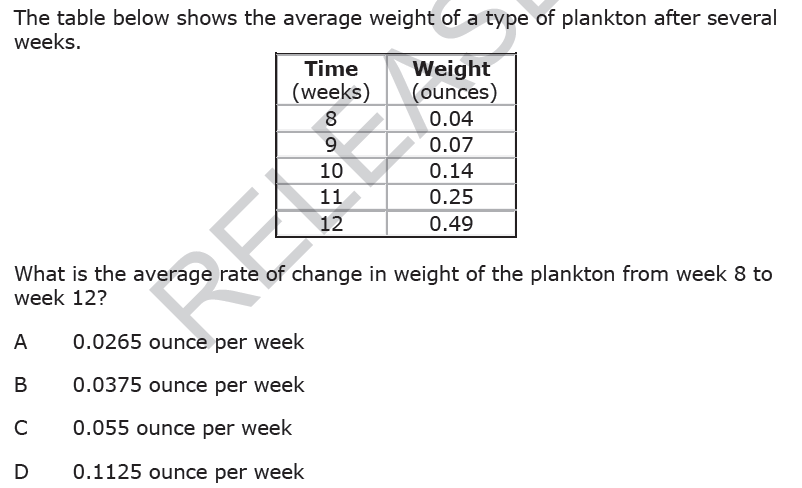 The table below shows the average weight of a type of plankton after several
weeks.
Time Weight
(weeks) (ounces)
8 0.04
9 0.07
10 0.14
11 0.25
12 0.49
What is the average rate of change in weight of the plankton from week 8 to
week 12?
A 0.0265 ounce per week
B 0.0375 ounce per week
C 0.055 ounce per week
D 0.1125 ounce per week